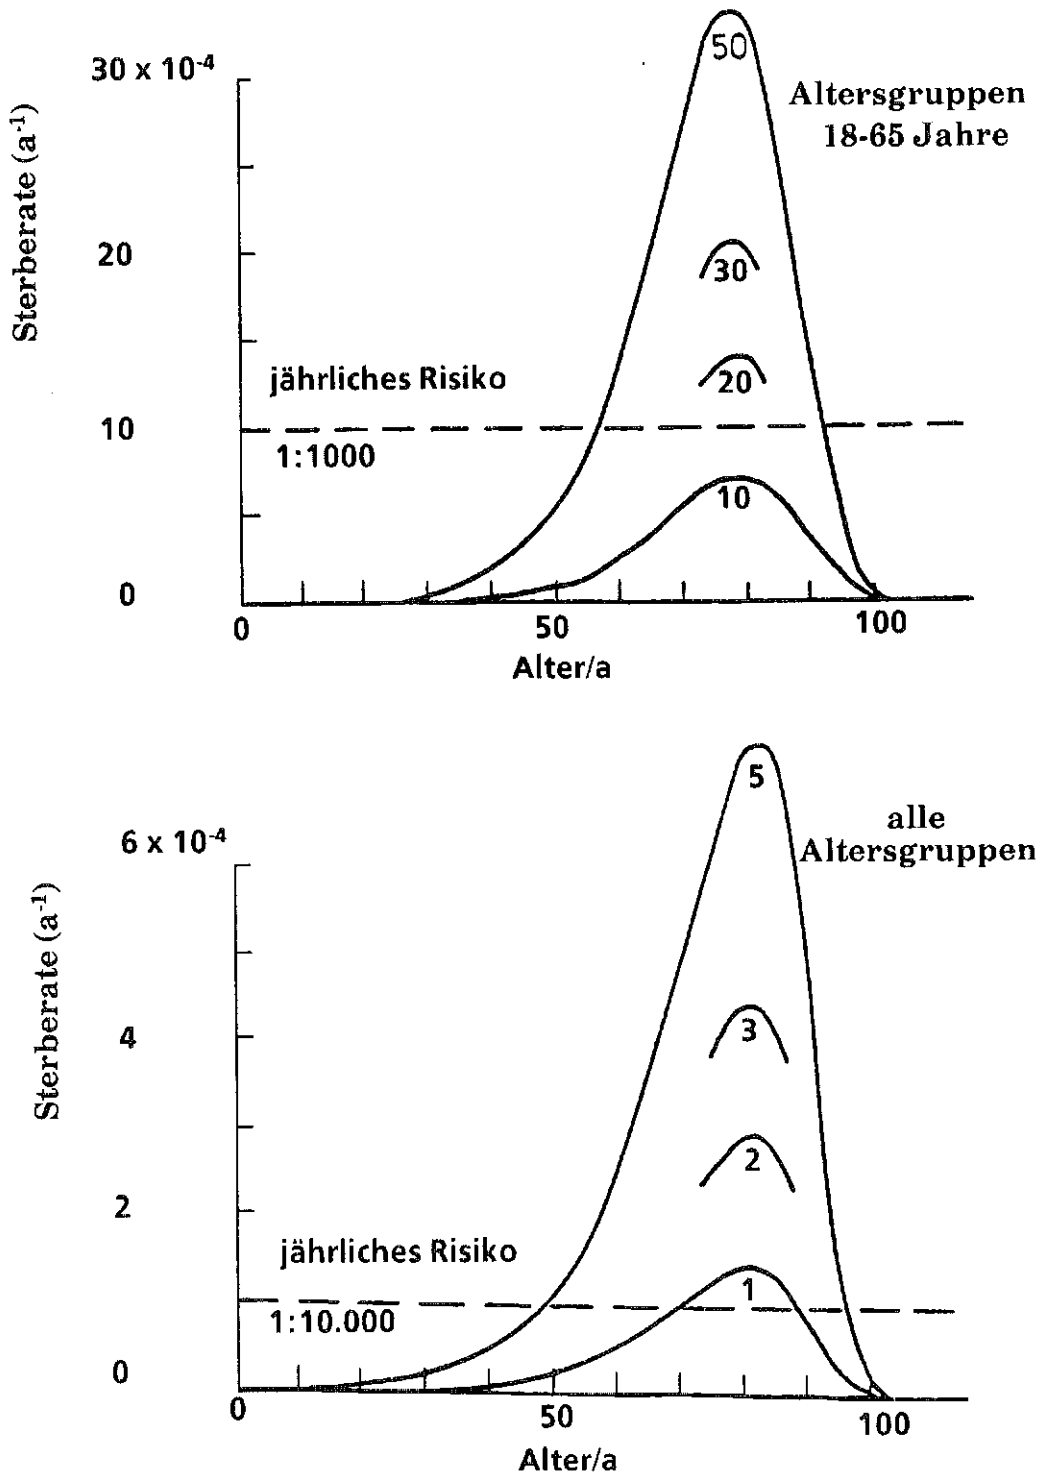 Sterberate (a⁻¹)
30 x 10⁻⁴
20
10
0
50
Altersgruppen
18-65 Jahre
30
20
jährliches Risiko
1:1000
10
0
50
100
Alter/a
Sterberate (a⁻¹)
6 x 10⁻⁴
4
2
0
5
alle
Altersgruppen
3
2
jährliches Risiko
1:10.000
1
0
50
100
Alter/a